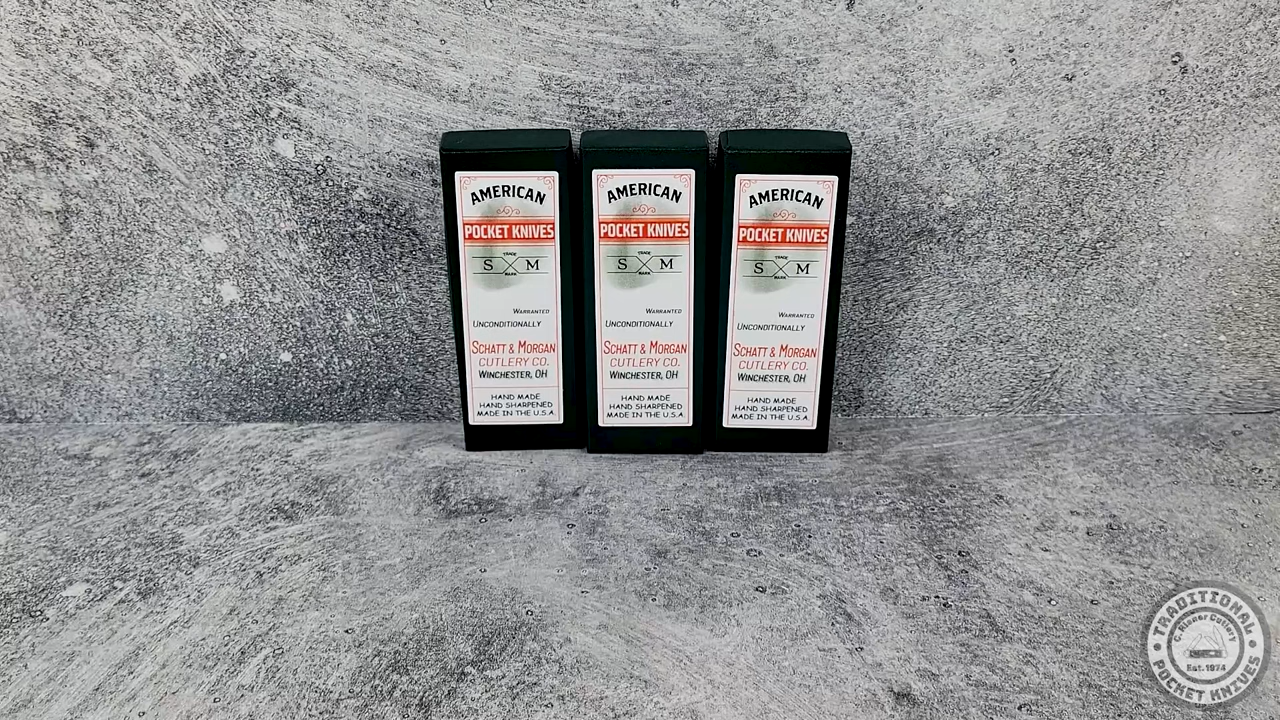 AMERICAN
POCKET KNIVES
TRADE
S M
MARK
WARRANTED
UNCONDITIONALLY
SCHATT & MORGAN
CUTLERY CO.
WINCHESTER, OH
HAND MADE
HAND SHARPENED
MADE IN THE U.S.A.
AMERICAN
POCKET KNIVES
TRADE
S M
MARK
WARRANTED
UNCONDITIONALLY
SCHATT & MORGAN
CUTLERY CO.
WINCHESTER, OH
HAND MADE
HAND SHARPENED
MADE IN THE U.S.A.
AMERICAN
POCKET KNIVES
TRADE
S M
MARK
WARRANTED
UNCONDITIONALLY
SCHATT & MORGAN
CUTLERY CO.
WINCHESTER, OH
HAND MADE
HAND SHARPENED
MADE IN THE U.S.A.
TRADITIONAL
Cutlery
Est. 1974
POCKET KNIVES